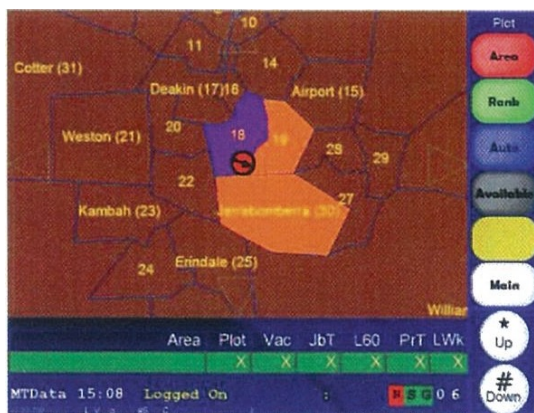 Plot
10
11
14
Area
Cotter (31)
Deakin (17)16
Airport (15)
Rank
18
19
20
Weston (21)
28
29
Auto
22
27
Available
Kambah (23)
Jerrabomberra (30)
24
Erindale (25)
Main
Willian
*
Up
Area Plot Vac JbT L60 PrT LWk
X X X X X X
#
Down
MTData 15:08 Logged On : N S G 0 6